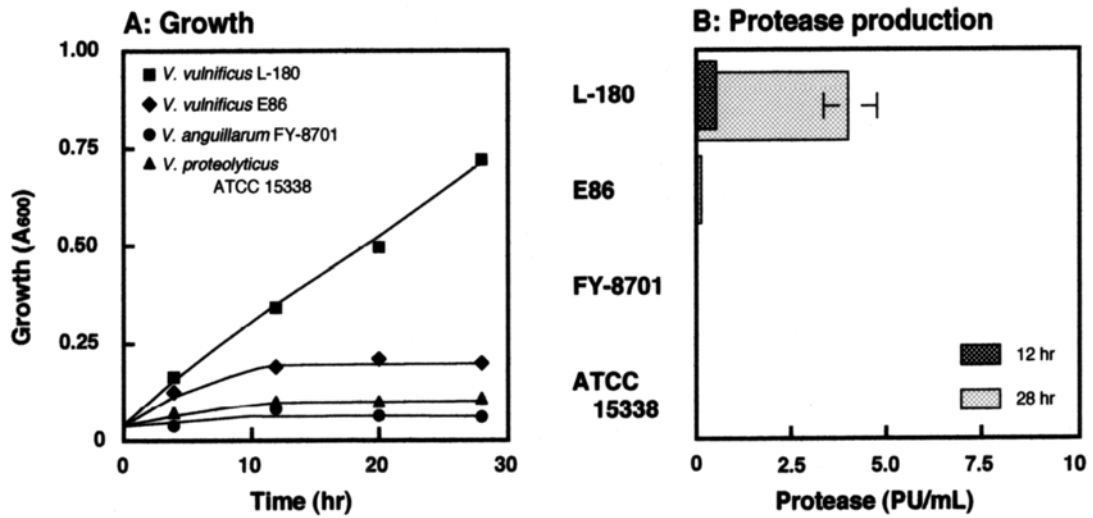 A: Growth
1.00
0.75
0.50
0.25
0
Growth (A600)
V. vulnificus L-180
V. vulnificus E86
V. anguillarum FY-8701
V. proteolyticus
ATCC 15338
0 10 20 30
Time (hr)
B: Protease production
L-180
E86
FY-8701
ATCC
15338
12 hr
28 hr
0 2.5 5.0 7.5 10
Protease (PU/mL)